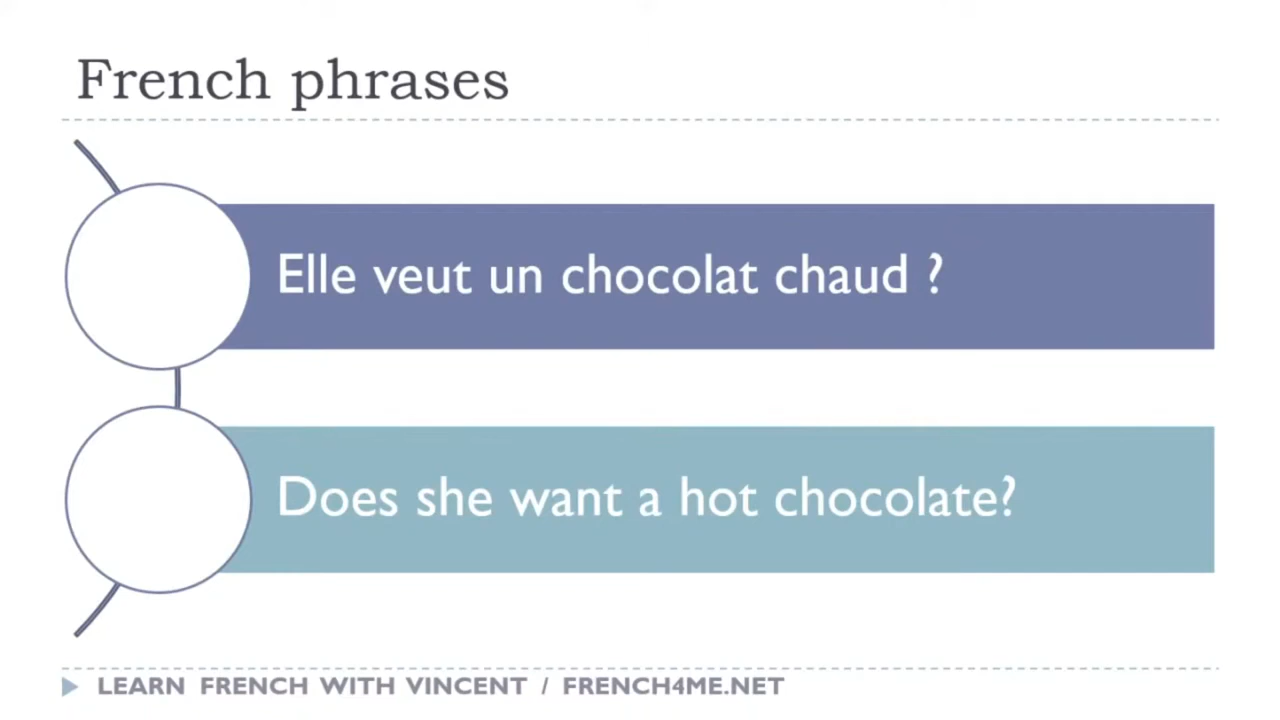 French phrases
Elle veut un chocolat chaud ?
Does she want a hot chocolate?
LEARN FRENCH WITH VINCENT / FRENCH4ME.NET